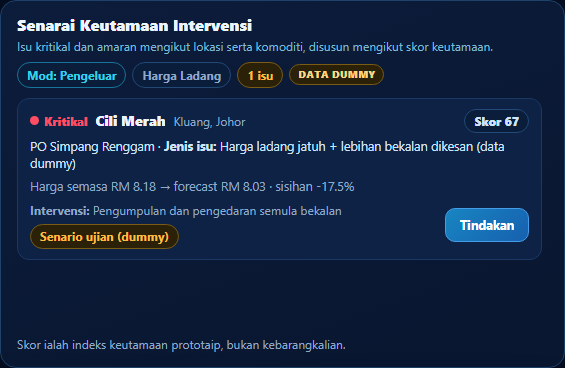 Senarai Keutamaan Intervensi
Isu kritikal dan amaran mengikut lokasi serta komoditi, disusun mengikut skor keutamaan.
Mod: Pengeluar Harga Ladang 1 isu DATA DUMMY
Kritikal Cili Merah Kluang, Johor Skor 67
PO Simpang Renggam · Jenis isu: Harga ladang jatuh + lebihan bekalan dikesan (data
dummy)
Harga semasa RM 8.18 → forecast RM 8.03 · sisihan -17.5%
Intervensi: Pengumpulan dan pengedaran semula bekalan
Senario ujian (dummy)
Tindakan
Skor ialah indeks keutamaan prototaip, bukan kebarangkalian.